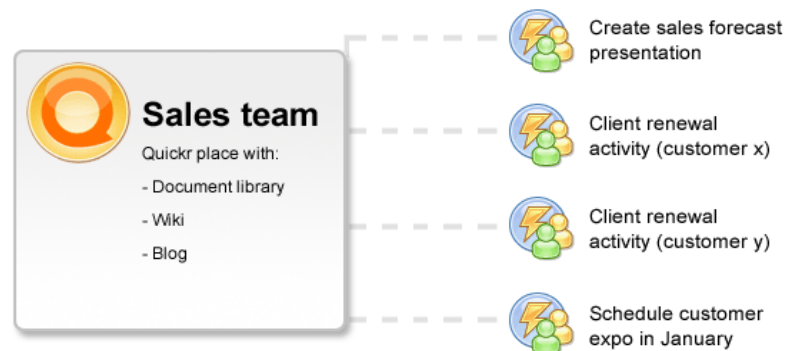 Sales team
Quickr place with:
- Document library
- Wiki
- Blog
Create sales forecast
presentation
Client renewal
activity (customer x)
Client renewal
activity (customer y)
Schedule customer
expo in January